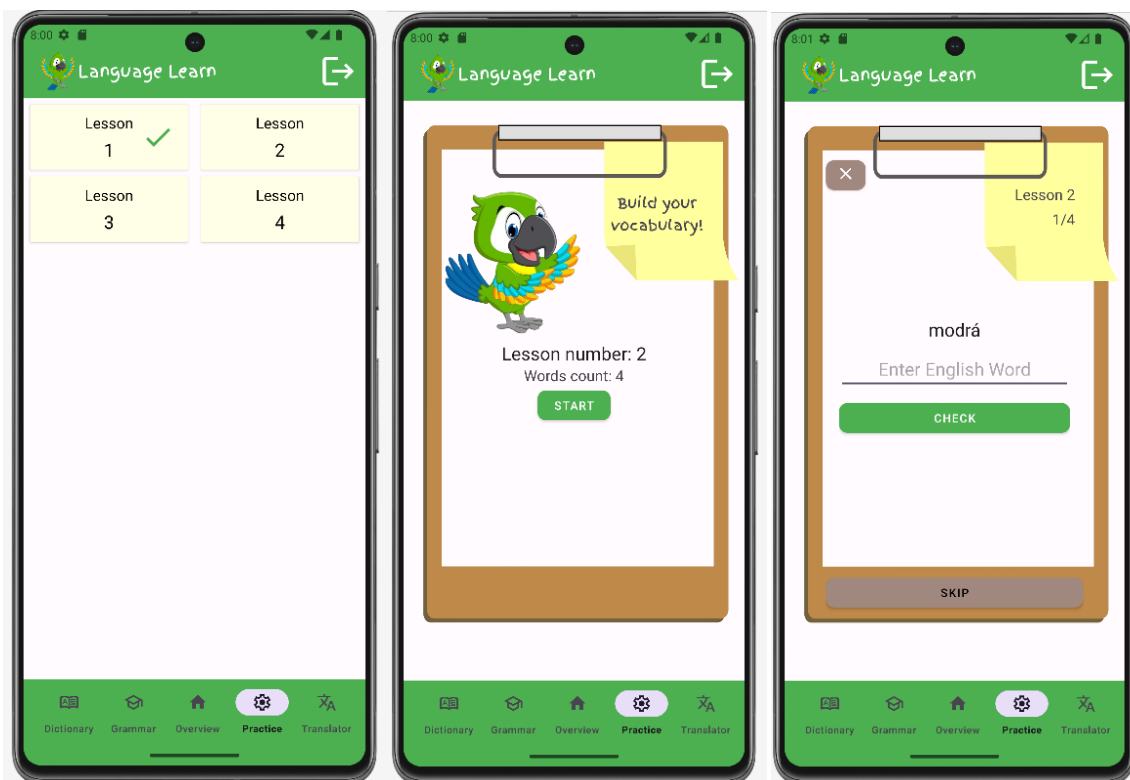 8:00
Language Learn
Lesson
1
Lesson
2
Lesson
3
Lesson
4
Dictionary
Grammar
Overview
Practice
Translator
8:00
Language Learn
Build your
vocabulary!
Lesson number: 2
Words count: 4
START
Dictionary
Grammar
Overview
Practice
Translator
8:01
Language Learn
Lesson 2
1/4
modrá
Enter English Word
CHECK
SKIP
Dictionary
Grammar
Overview
Practice
Translator